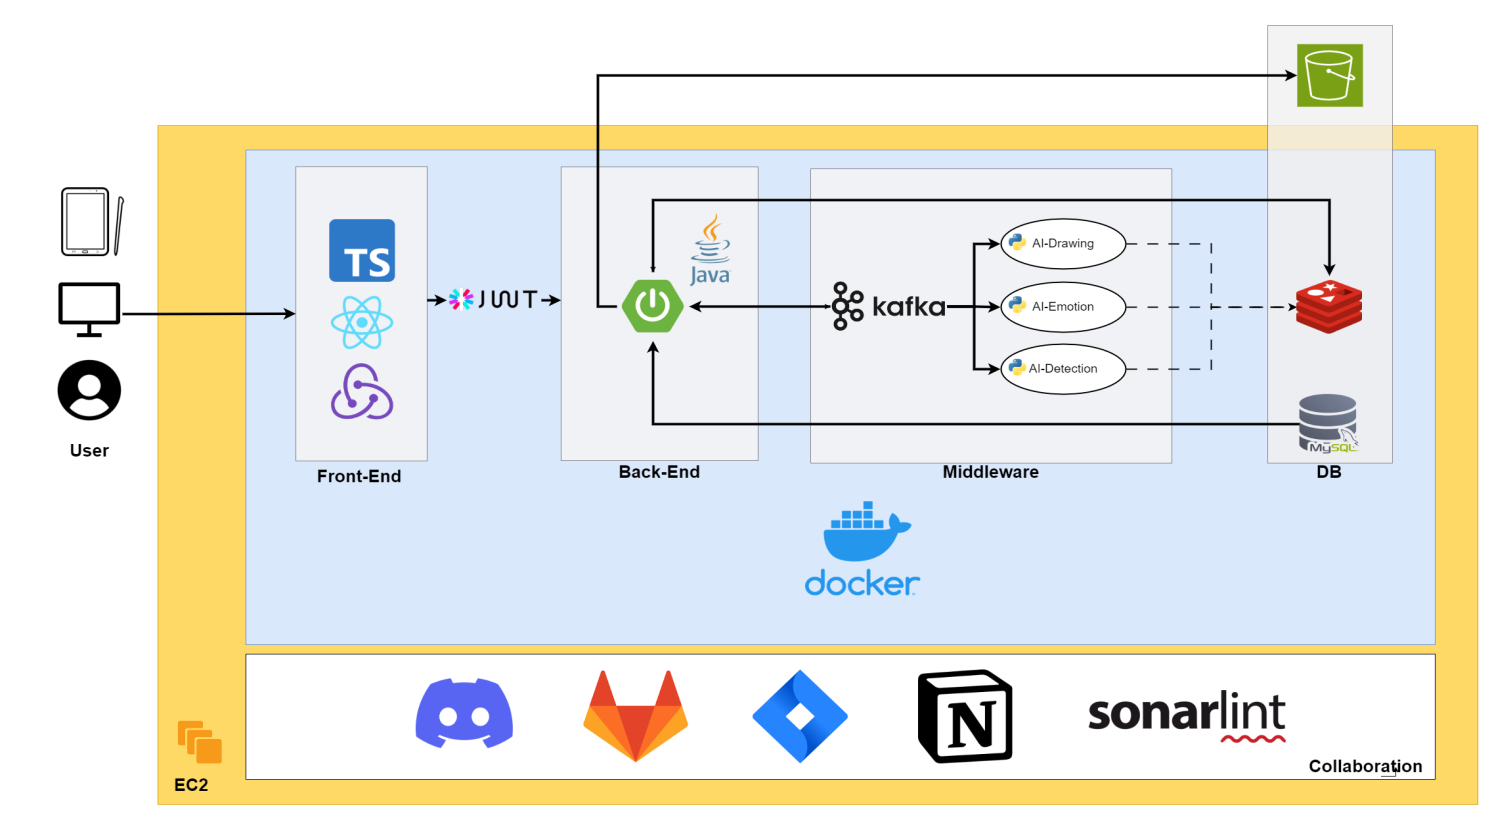 User
TS
Front-End
JWT
Java
Back-End
kafka
AI-Drawing
AI-Emotion
AI-Detection
Middleware
MySQL
DB
docker
N
sonarlint
Collaboration
EC2